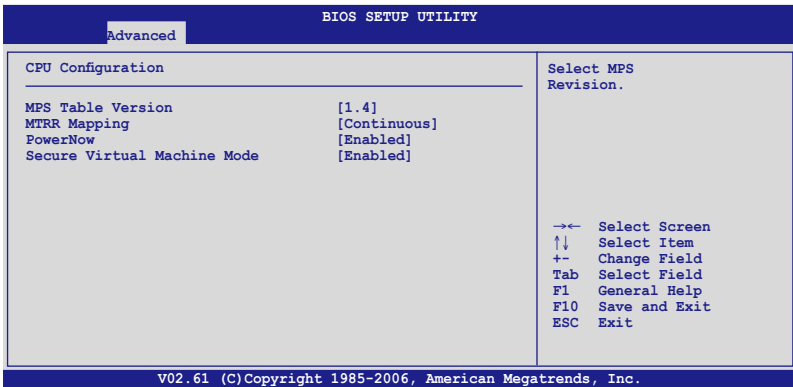 BIOS SETUP UTILITY
Advanced
CPU Configuration
MPS Table Version [1.4]
MTRR Mapping [Continuous]
PowerNow [Enabled]
Secure Virtual Machine Mode [Enabled]
Select MPS
Revision.
→← Select Screen
↑↓ Select Item
+- Change Field
Tab Select Field
F1 General Help
F10 Save and Exit
ESC Exit
V02.61 (C)Copyright 1985-2006, American Megatrends, Inc.